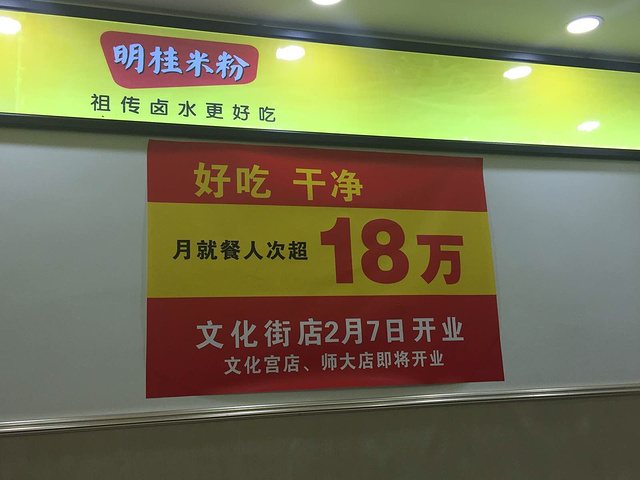 明桂米粉
祖传卤水更好吃
好吃 干净
月就餐人次超18万
文化街店2月7日开业
文化宫店、师大店即将开业